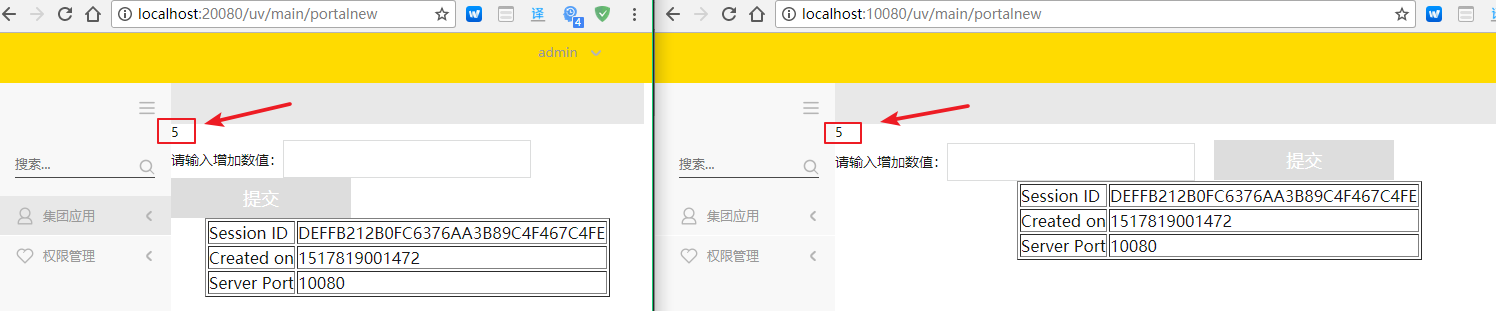 localhost:20080/uv/main/portalnew
译
4
admin
5
请输入增加数值：
搜索...
提交
集团应用
权限管理
Session ID DEFFB212B0FC6376AA3B89C4F467C4FE
Created on 1517819001472
Server Port 10080
localhost:10080/uv/main/portalnew
5
请输入增加数值：
提交
搜索...
集团应用
权限管理
Session ID DEFFB212B0FC6376AA3B89C4F467C4FE
Created on 1517819001472
Server Port 10080